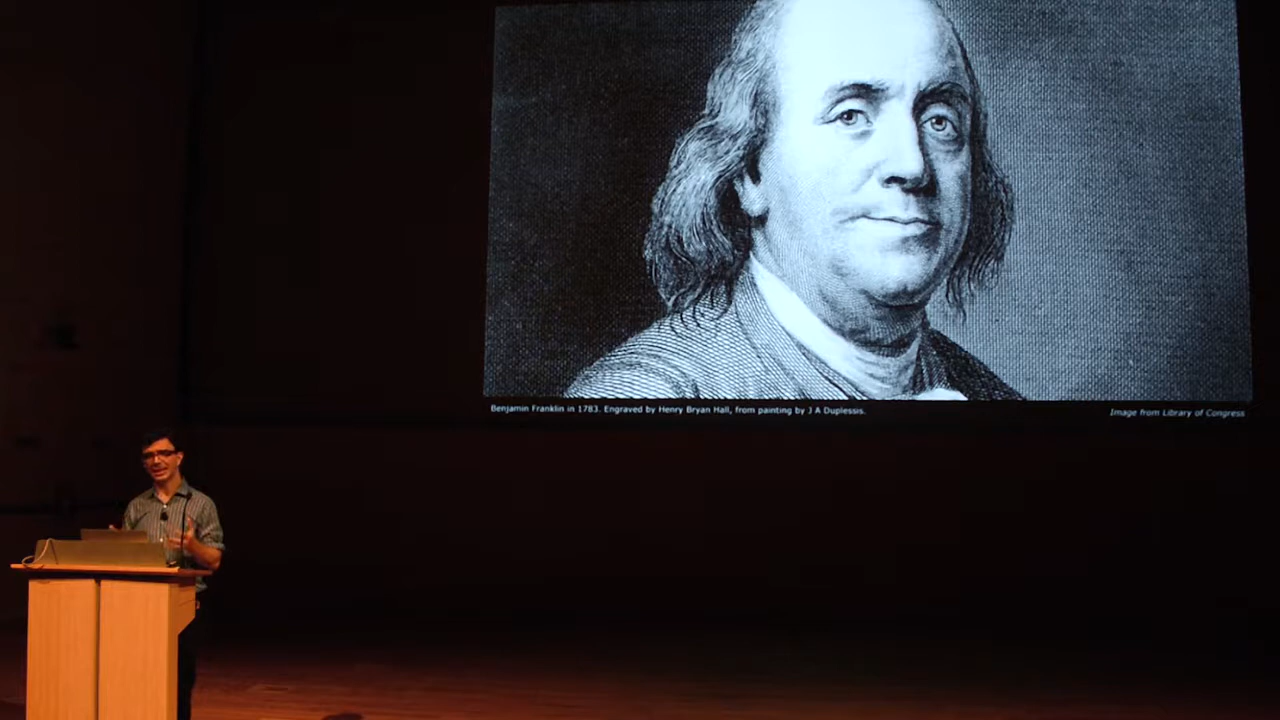 Benjamin Franklin in 1783. Engraved by Henry Bryan Hall, from painting by J A Duplessis.
Image from Library of Congress